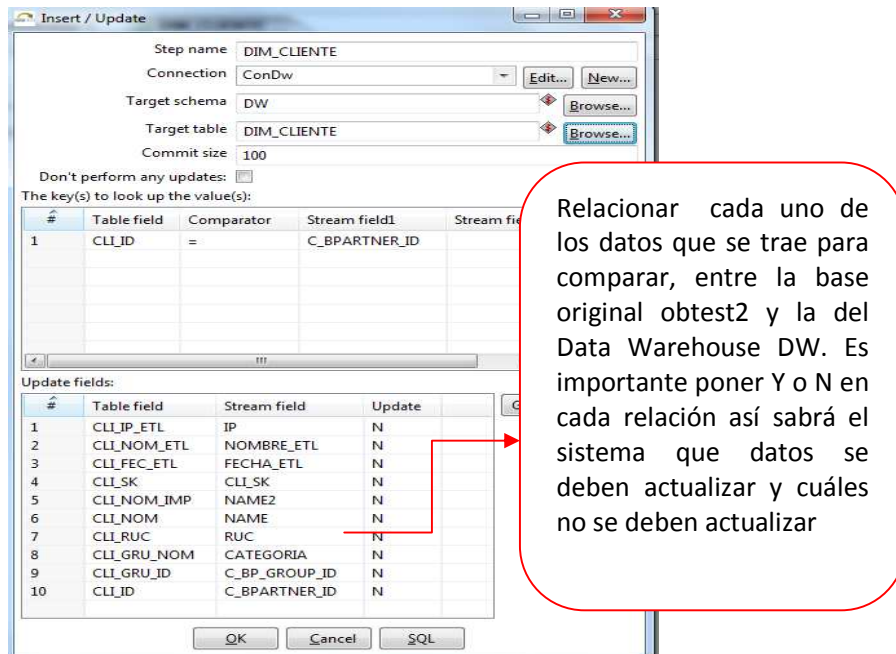 Insert / Update
Step name DIM_CLIENTE
Connection ConDw Edit... New...
Target schema DW Browse...
Target table DIM_CLIENTE Browse...
Commit size 100
Don't perform any updates:
The key(s) to look up the value(s):
# Table field Comparator Stream field1 Stream fie
1 CLI_ID = C_BPARTNER_ID
Update fields:
# Table field Stream field Update G
1 CLI_IP_ETL IP N
2 CLI_NOM_ETL NOMBRE_ETL N
3 CLI_FEC_ETL FECHA_ETL N
4 CLI_SK CLI_SK N
5 CLI_NOM_IMP NAME2 N
6 CLI_NOM NAME N
7 CLI_RUC RUC N
8 CLI_GRU_NOM CATEGORIA N
9 CLI_GRU_ID C_BP_GROUP_ID N
10 CLI_ID C_BPARTNER_ID N
OK Cancel SQL
Relacionar cada uno de
los datos que se trae para
comparar, entre la base
original obtest2 y la del
Data Warehouse DW. Es
importante poner Y o N en
cada relación así sabrá el
sistema que datos se
deben actualizar y cuáles
no se deben actualizar